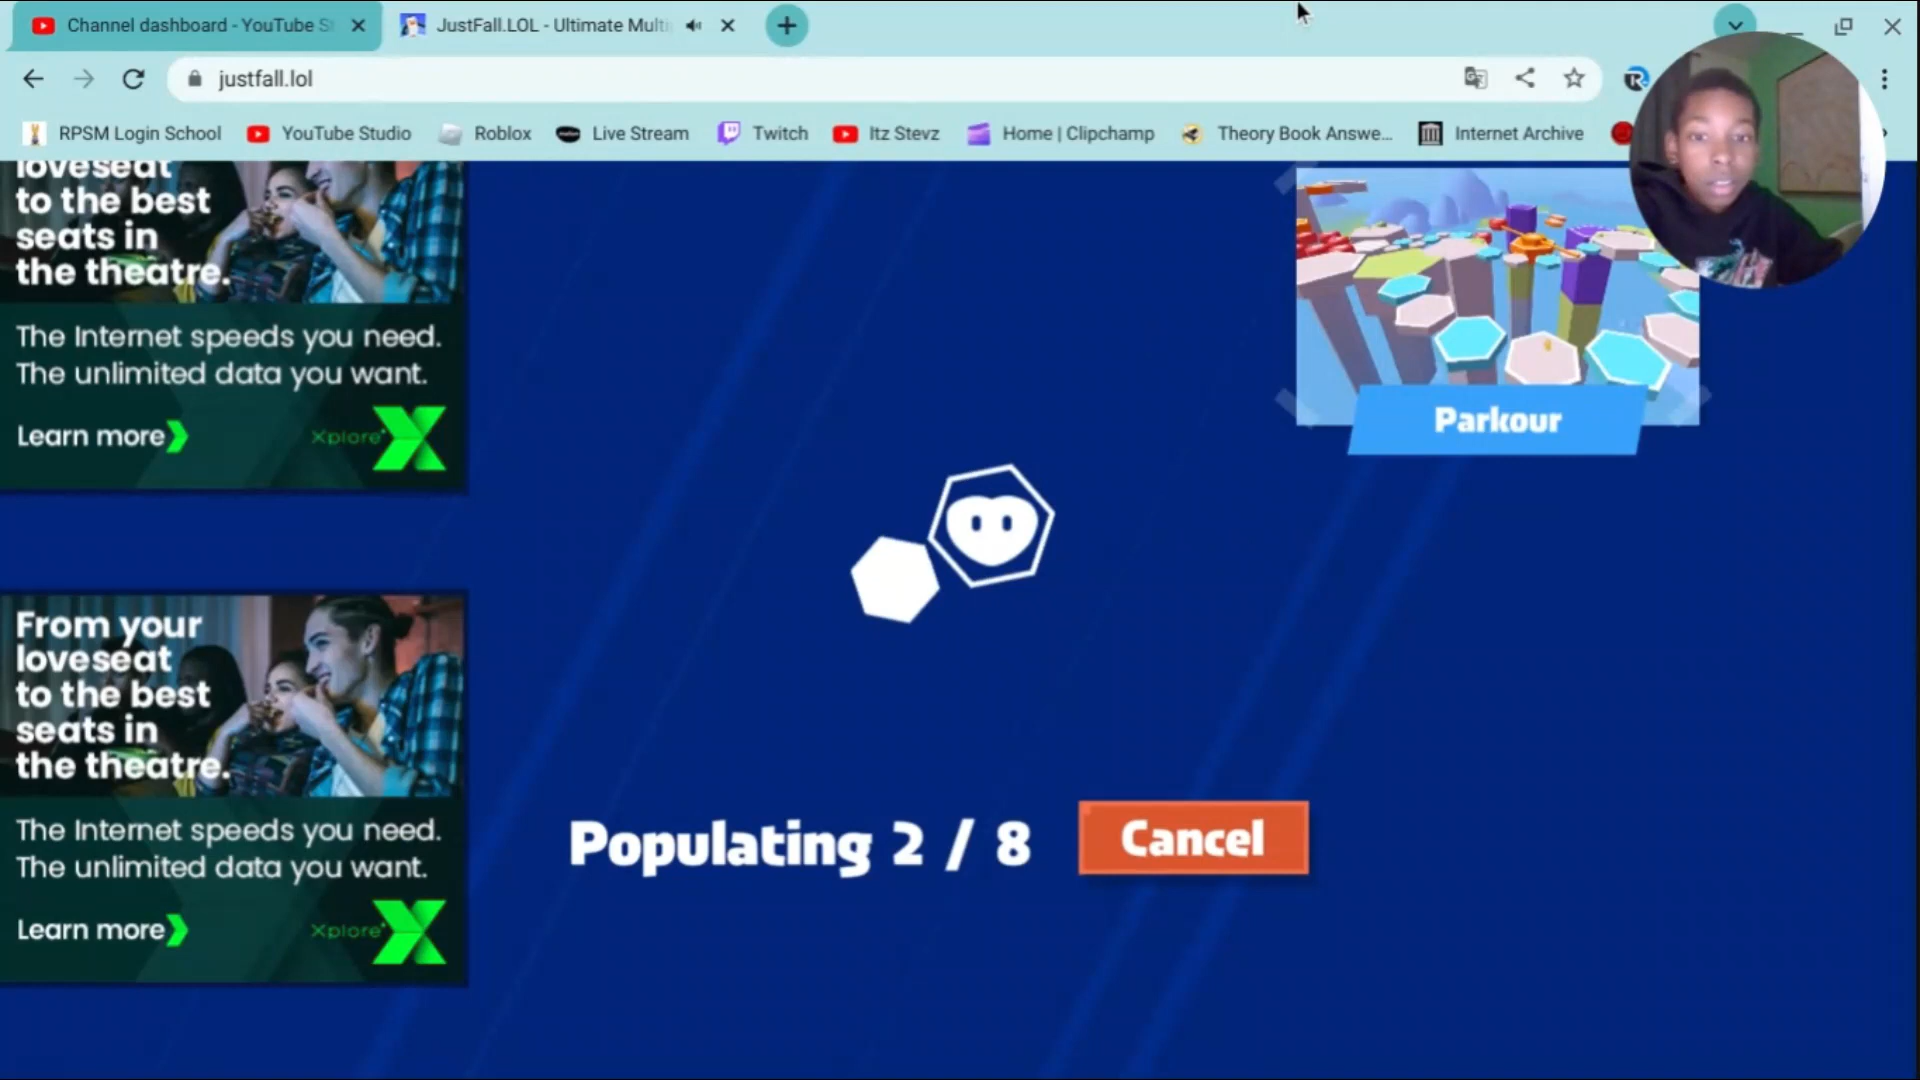 Channel dashboard - YouTube S
JustFall.LOL - Ultimate Multi
justfall.lol
RPSM Login School
YouTube Studio
Roblox
Live Stream
Twitch
Itz Stevz
Home | Clipchamp
Theory Book Answe...
Internet Archive
loveseat
to the best
seats in
the theatre.
The Internet speeds you need.
The unlimited data you want.
Learn more
Xplore
Parkour
From your
loveseat
to the best
seats in
the theatre.
The Internet speeds you need.
The unlimited data you want.
Learn more
Xplore
Populating 2 / 8
Cancel